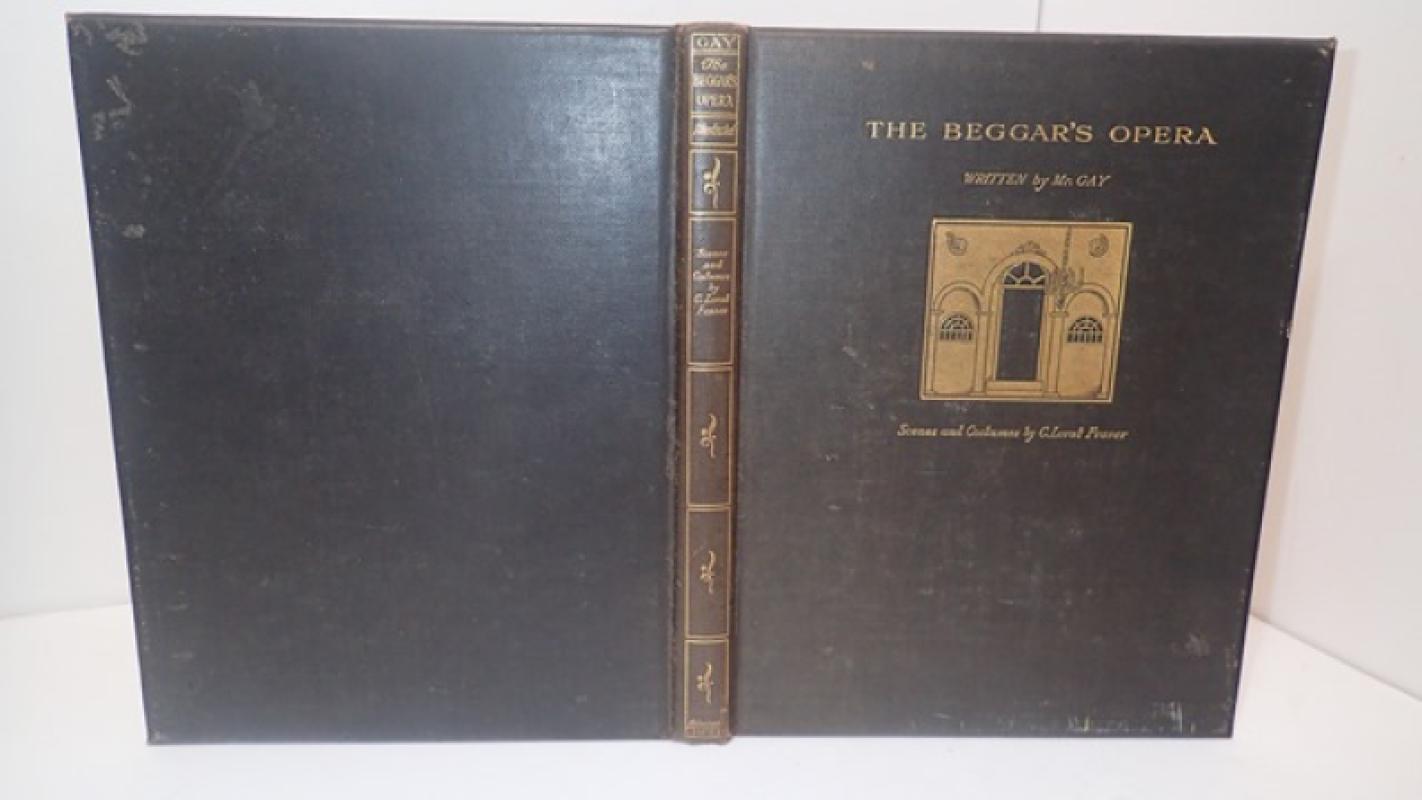 GAY
The
BEGGAR'S
OPERA
Scenes
and
Costumes
by
C. Lovat
Fraser
THE BEGGAR'S OPERA
WRITTEN by Mr. GAY
Scenes and Costumes by C. Lovat Fraser